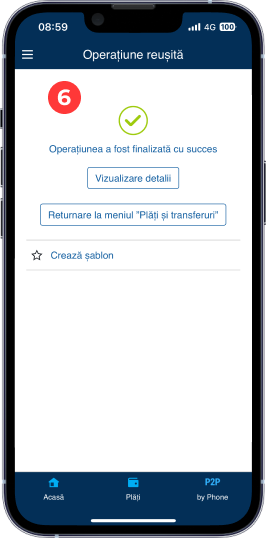 08:59
4G 100
Operațiune reușită
6
Operațiunea a fost finalizată cu succes
Vizualizare detalii
Returnare la meniul "Plăți și transferuri"
Crează șablon
P2P
Acasă Plăți by Phone